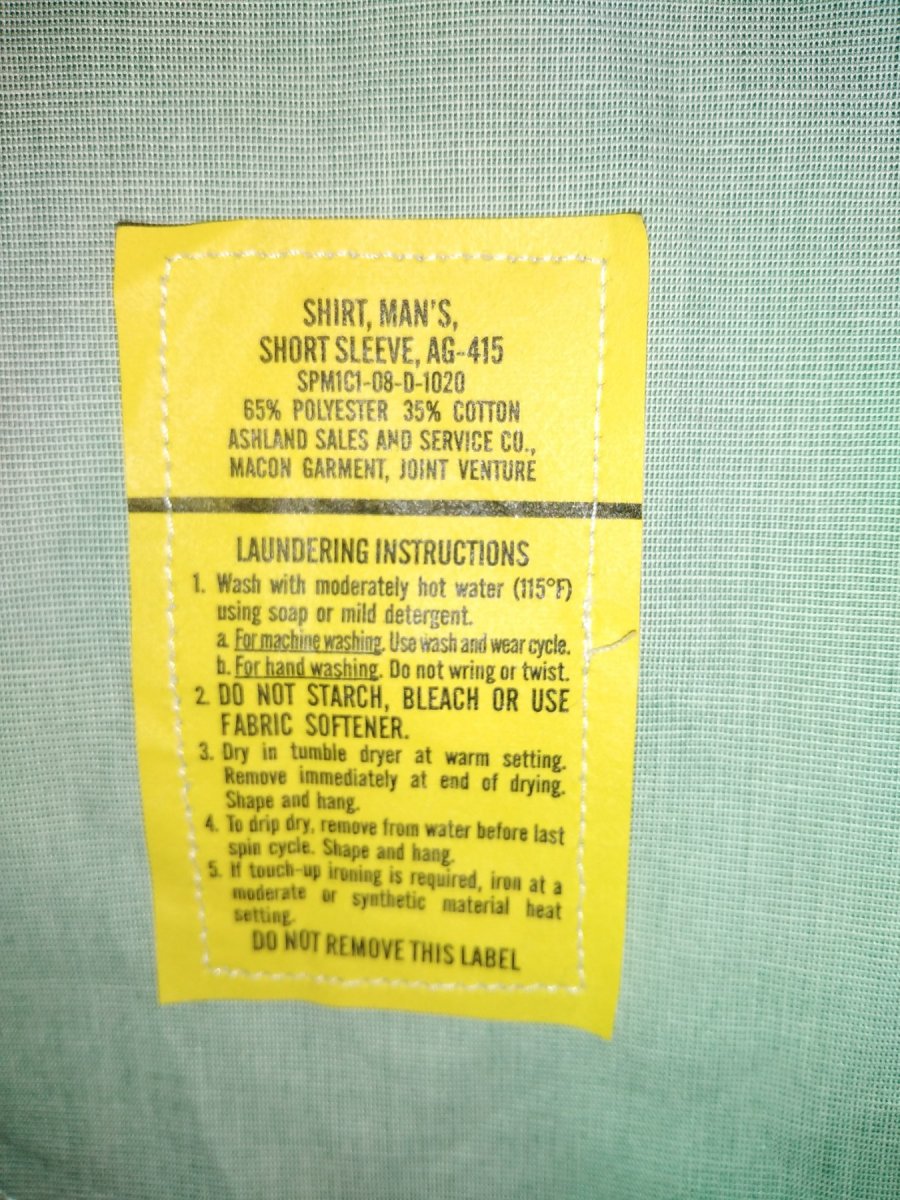 SHIRT, MAN'S,
SHORT SLEEVE, AG-415
SPM1C1-08-D-1020
65% POLYESTER 35% COTTON
ASHLAND SALES AND SERVICE CO.,
MACON GARMENT, JOINT VENTURE
LAUNDERING INSTRUCTIONS
1. Wash with moderately hot water (115°F)
using soap or mild detergent.
a. For machine washing. Use wash and wear cycle.
b. For hand washing. Do not wring or twist.
2. DO NOT STARCH, BLEACH OR USE
FABRIC SOFTENER.
3. Dry in tumble dryer at warm setting.
Remove immediately at end of drying.
Shape and hang.
4. To drip dry, remove from water before last
spin cycle. Shape and hang.
5. If touch-up ironing is required, iron at a
moderate or synthetic material heat
setting.
DO NOT REMOVE THIS LABEL